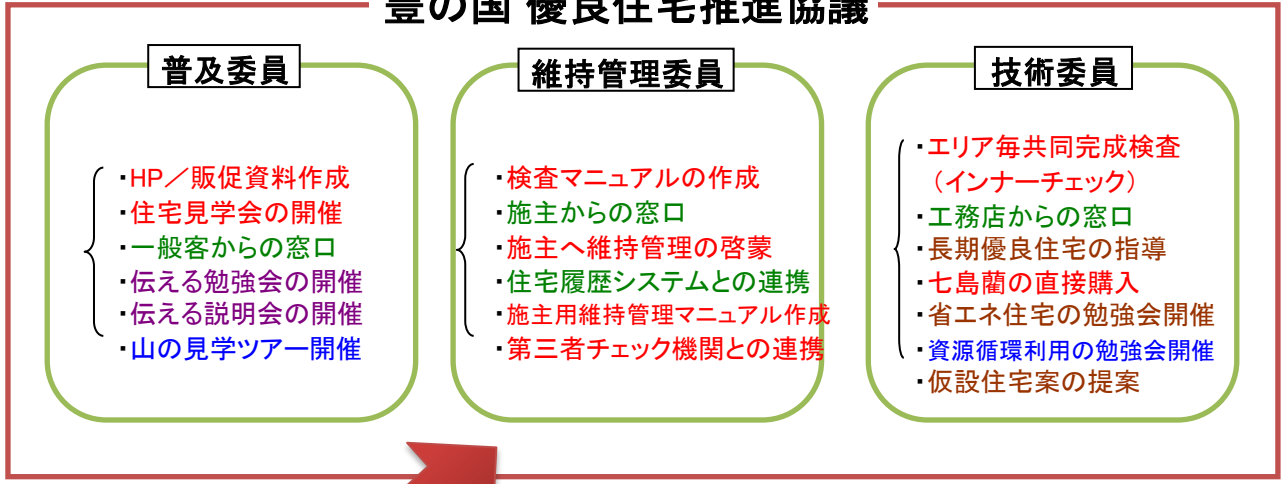 豊の国 優良住宅推進協議
普及委員
・HP／販促資料作成
・住宅見学会の開催
・一般客からの窓口
・伝える勉強会の開催
・伝える説明会の開催
・山の見学ツアー開催
維持管理委員
・検査マニュアルの作成
・施主からの窓口
・施主へ維持管理の啓蒙
・住宅履歴システムとの連携
・施主用維持管理マニュアル作成
・第三者チェック機関との連携
技術委員
・エリア毎共同完成検査
（インナーチェック）
・工務店からの窓口
・長期優良住宅の指導
・七島藺の直接購入
・省エネ住宅の勉強会開催
・資源循環利用の勉強会開催
・仮設住宅案の提案